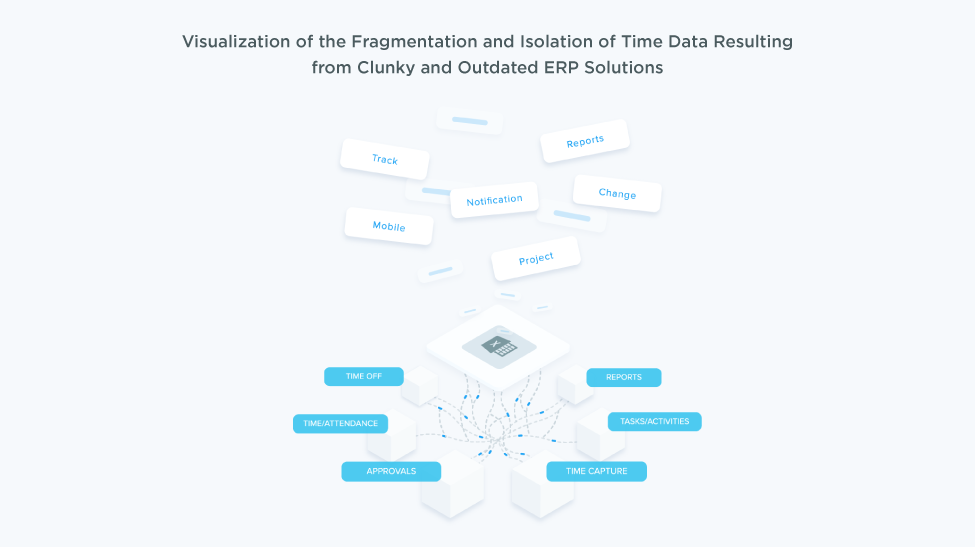 Visualization of the Fragmentation and Isolation of Time Data Resulting
from Clunky and Outdated ERP Solutions
Track
Reports
Notification
Change
Mobile
Project
TIME OFF
REPORTS
TIME/ATTENDANCE
TASKS/ACTIVITIES
APPROVALS
TIME CAPTURE